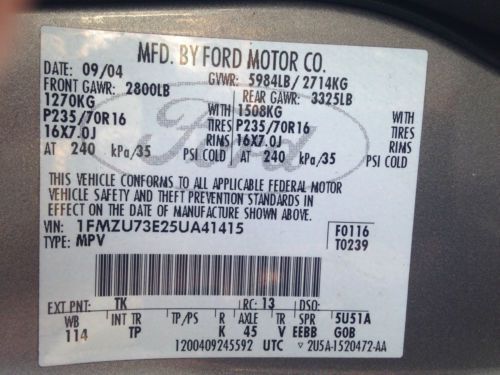 MFD. BY FORD MOTOR CO.
DATE 09/04 GVWR: 5984LB/ 2714KG
FRONT GAWR: 2800LB REAR GAWR: 3325LB
1270KG WITH 1508KG WITH
P235/70R16 TIRES P235/70R16 TIRES
16X7.0J RIMS 16X7.0J RIMS
AT 240 kPa/35 PSI COLD AT 240 kPa/35 PSI COLD
Ford
THIS VEHICLE CONFORMS TO ALL APPLICABLE FEDERAL MOTOR
VEHICLE SAFETY AND THEFT PREVENTION STANDARDS IN
EFFECT ON THE DATE OF MANUFACTURE SHOWN ABOVE.
VIN: 1FMZU73E25UA41415 F0116
TYPE: MPV T0239
EXT PNT: TK RC: 13 DSO:
WB INT TR TP/PS R AXLE TR SPR 5U51A
114 TP K 45 V EEBB GOB
1200409245592 UTC 2U5A-1520472-AA